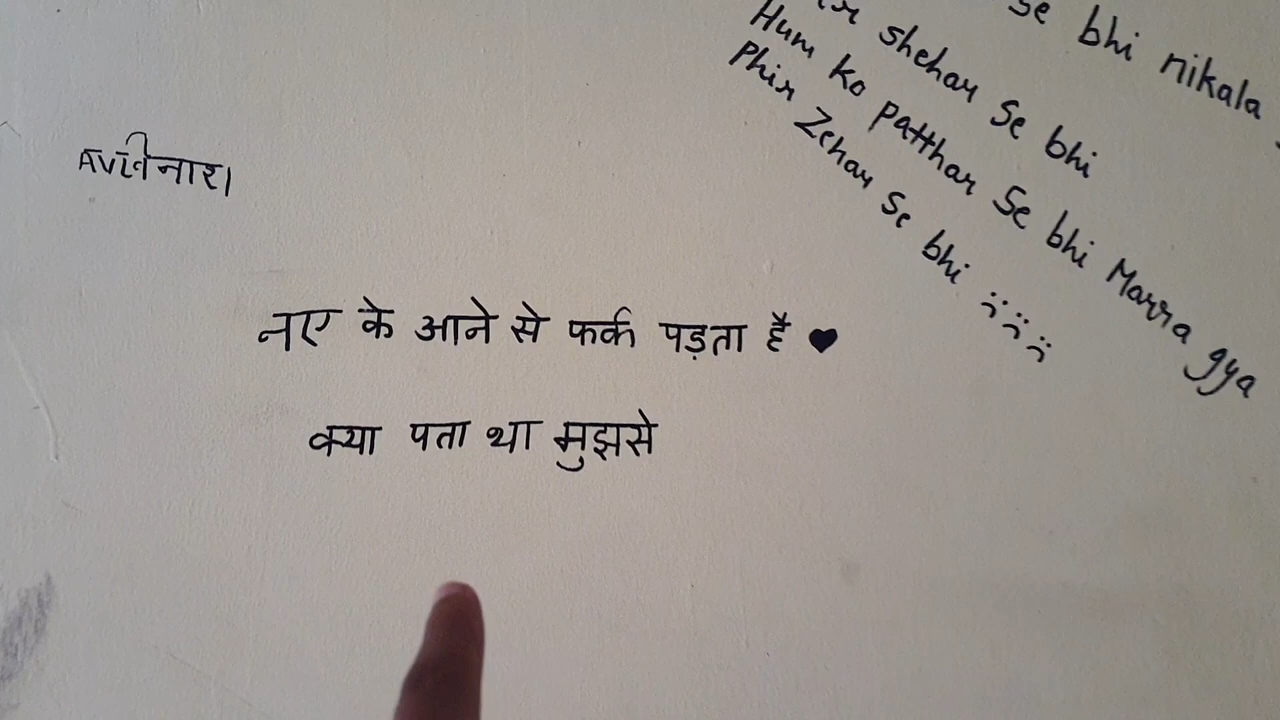 se bhi nikala
shehar se bhi
Hum ko patthar se bhi Marra gya
Phir Zehar se bhi
नए के आने से फर्क पड़ता है ♥
क्या पता था मुझसे